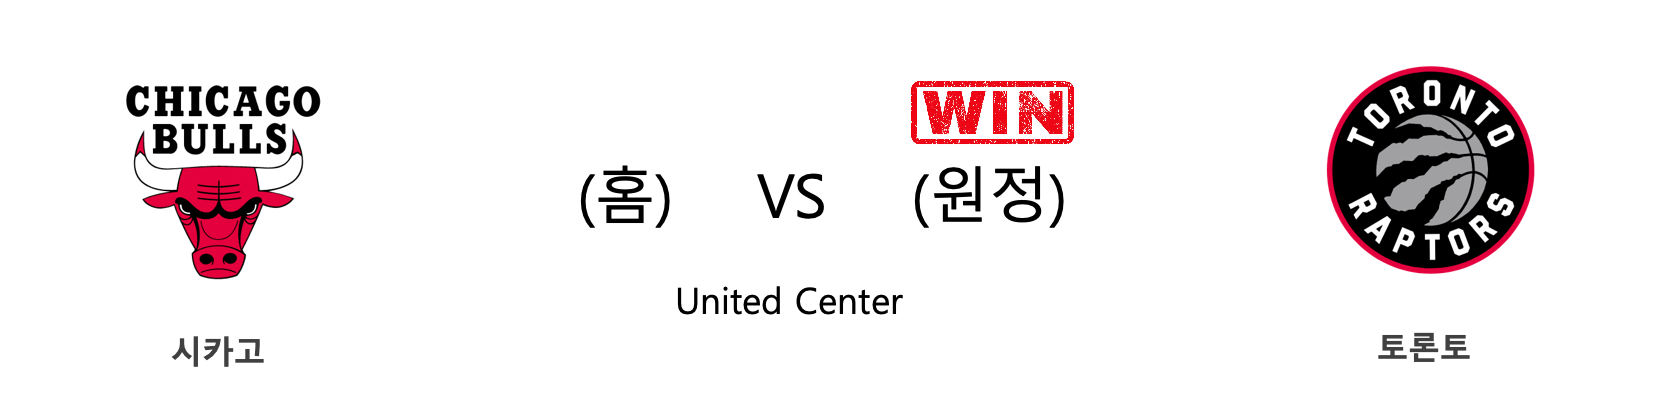 CHICAGO
BULLS
시카고
WIN
(홈) VS (원정)
United Center
TORONTO
RAPTORS
토론토